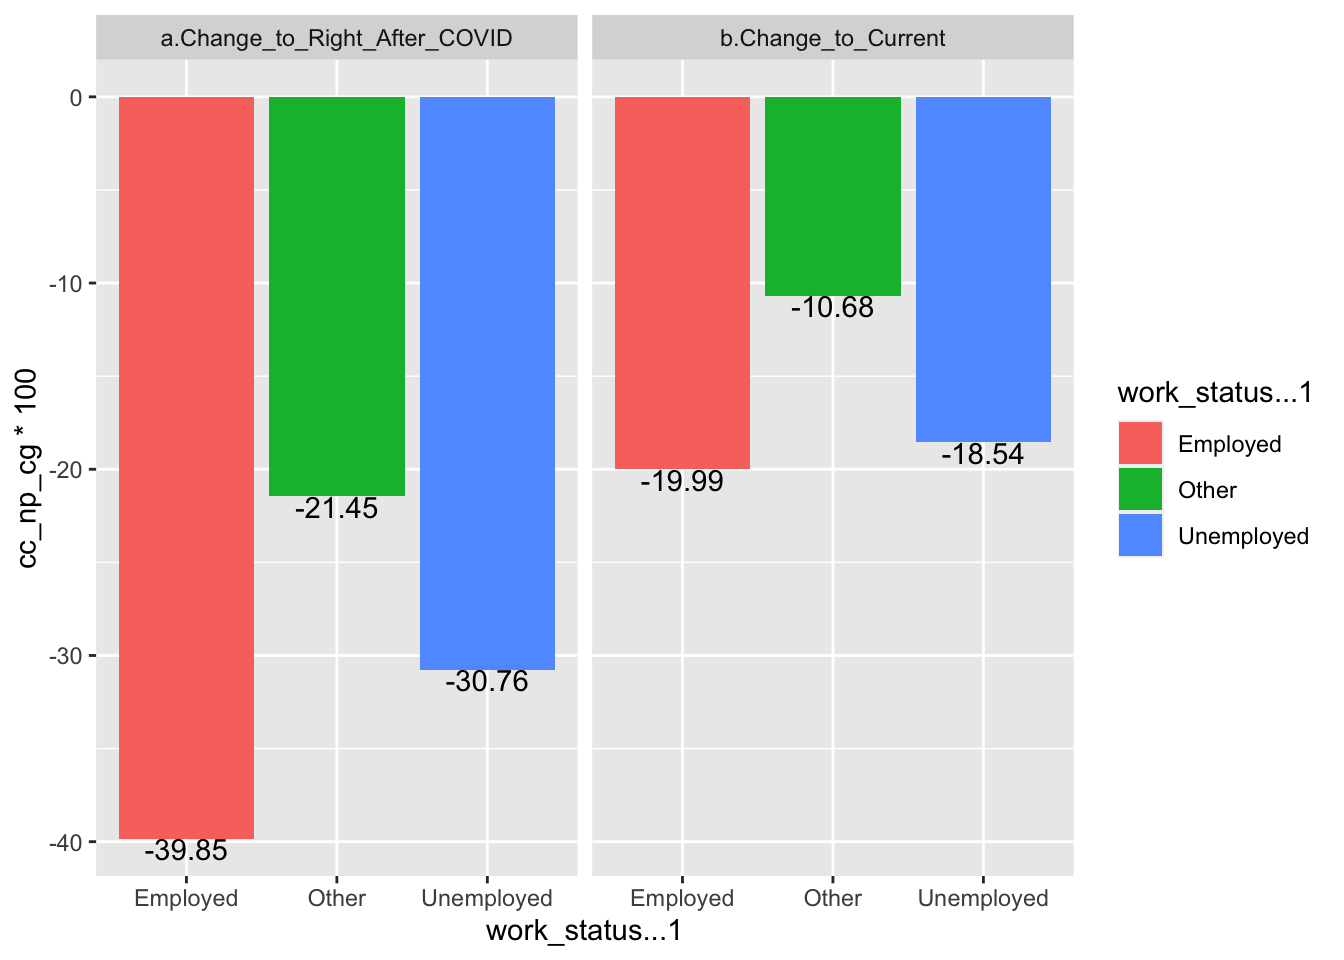 a.Change_to_Right_After_COVID
b.Change_to_Current
cc_np_cg * 100
0
-10
-20
-30
-40
-39.85
-21.45
-30.76
-19.99
-10.68
-18.54
Employed
Other
Unemployed
Employed
Other
Unemployed
work_status...1
work_status...1
Employed
Other
Unemployed